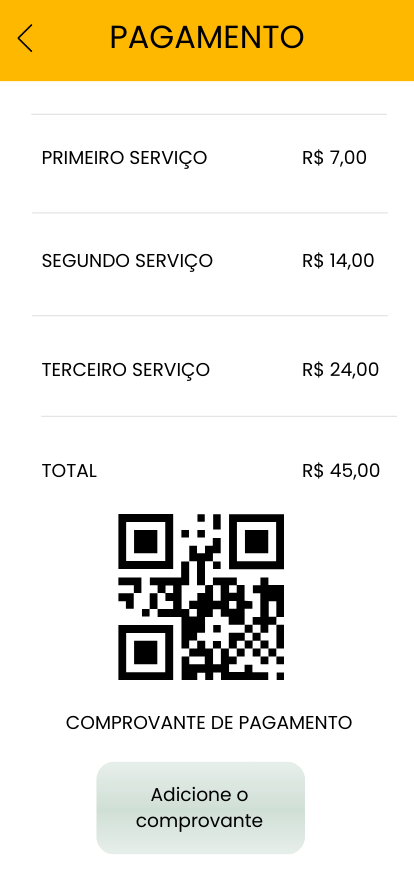 PAGAMENTO
PRIMEIRO SERVIÇO R$ 7,00
SEGUNDO SERVIÇO R$ 14,00
TERCEIRO SERVIÇO R$ 24,00
TOTAL R$ 45,00
COMPROVANTE DE PAGAMENTO
Adicione o
comprovante